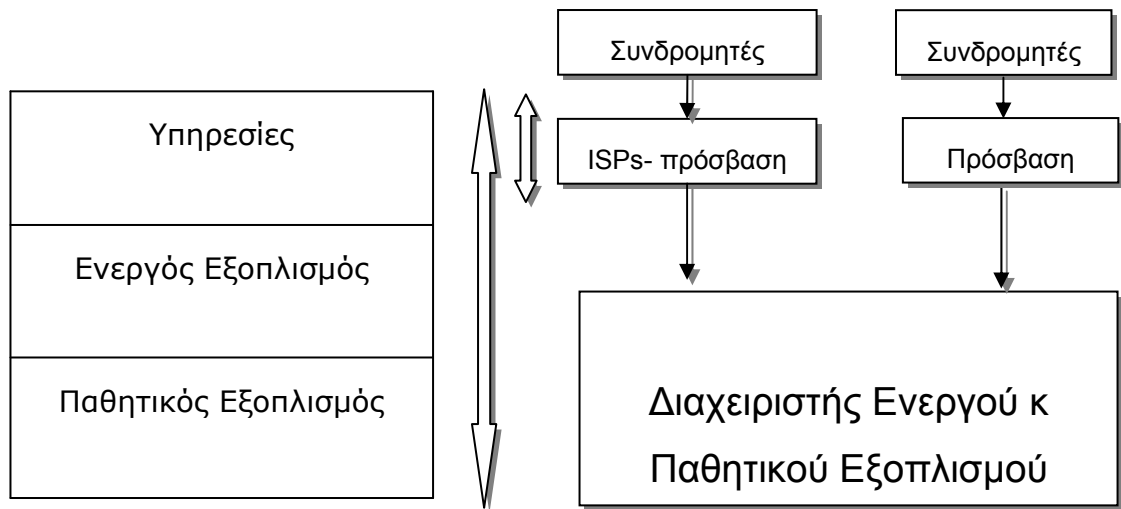 Υπηρεσίες
Ενεργός Εξοπλισμός
Παθητικός Εξοπλισμός
Συνδρομητές
Συνδρομητές
ISPs- πρόσβαση
Πρόσβαση
Διαχειριστής Ενεργού κ
Παθητικού Εξοπλισμού